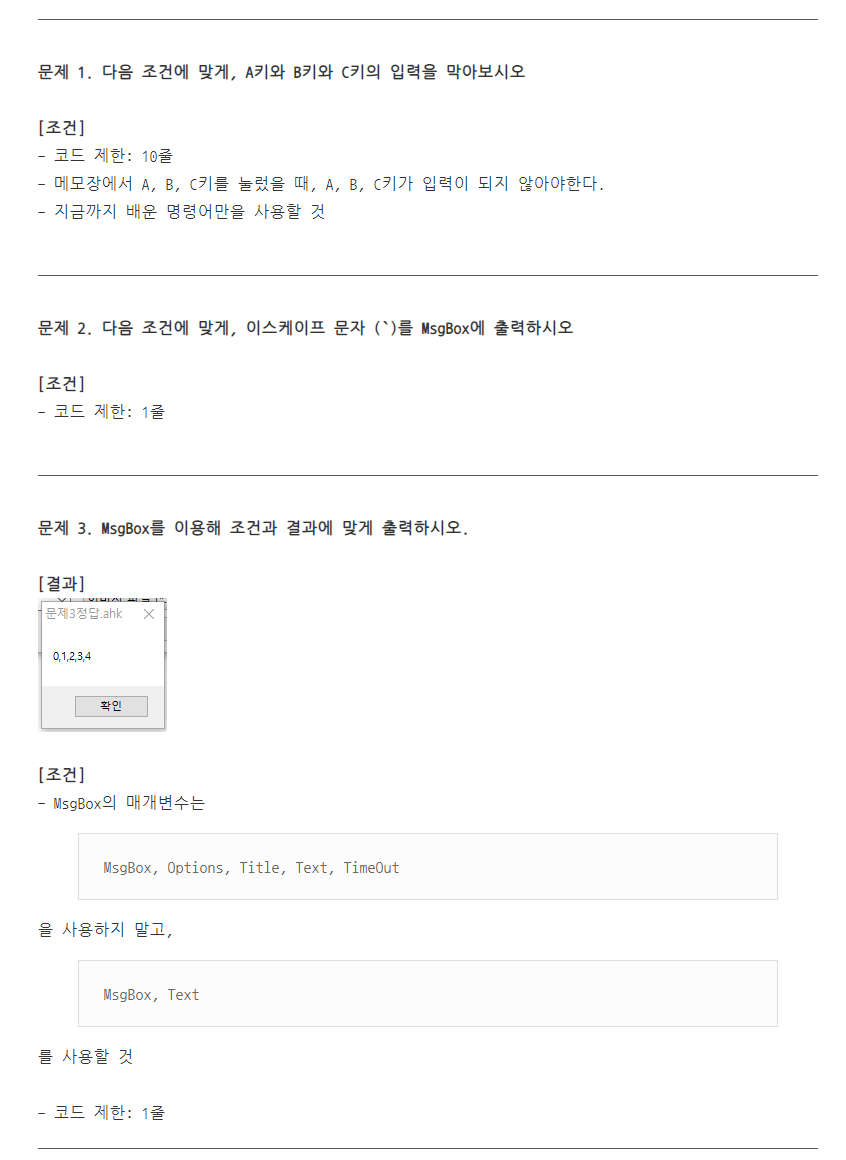 문제 1. 다음 조건에 맞게, A키와 B키와 C키의 입력을 막아보시오
[조건]
- 코드 제한: 10줄
- 메모장에서 A, B, C키를 눌렀을 때, A, B, C키가 입력이 되지 않아야한다.
- 지금까지 배운 명령어만을 사용할 것
문제 2. 다음 조건에 맞게, 이스케이프 문자 (`)를 MsgBox에 출력하시오
[조건]
- 코드 제한: 1줄
문제 3. MsgBox를 이용해 조건과 결과에 맞게 출력하시오.
[결과]
문제3정답.ahk
0,1,2,3,4
확인
[조건]
- MsgBox의 매개변수는
MsgBox, Options, Title, Text, TimeOut
을 사용하지 말고,
MsgBox, Text
를 사용할 것
- 코드 제한: 1줄